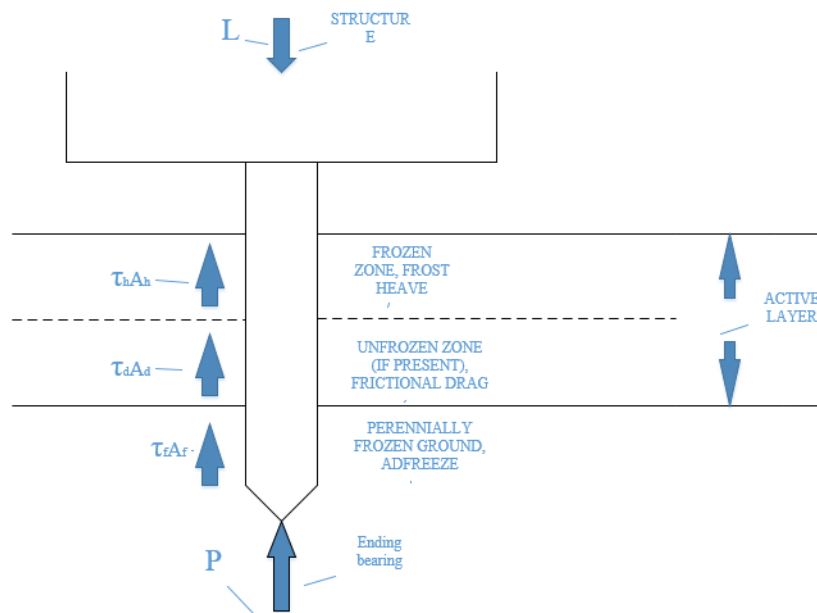 L
STRUCTUR
E
FROZEN
ZONE, FROST
HEAVE
τhAh
ACTIVE
LAYER
UNFROZEN ZONE
(IF PRESENT),
FRICTIONAL DRAG
τdAd
PERENNIALLY
FROZEN GROUND,
ADFREEZE
τfAf
Ending
bearing
P